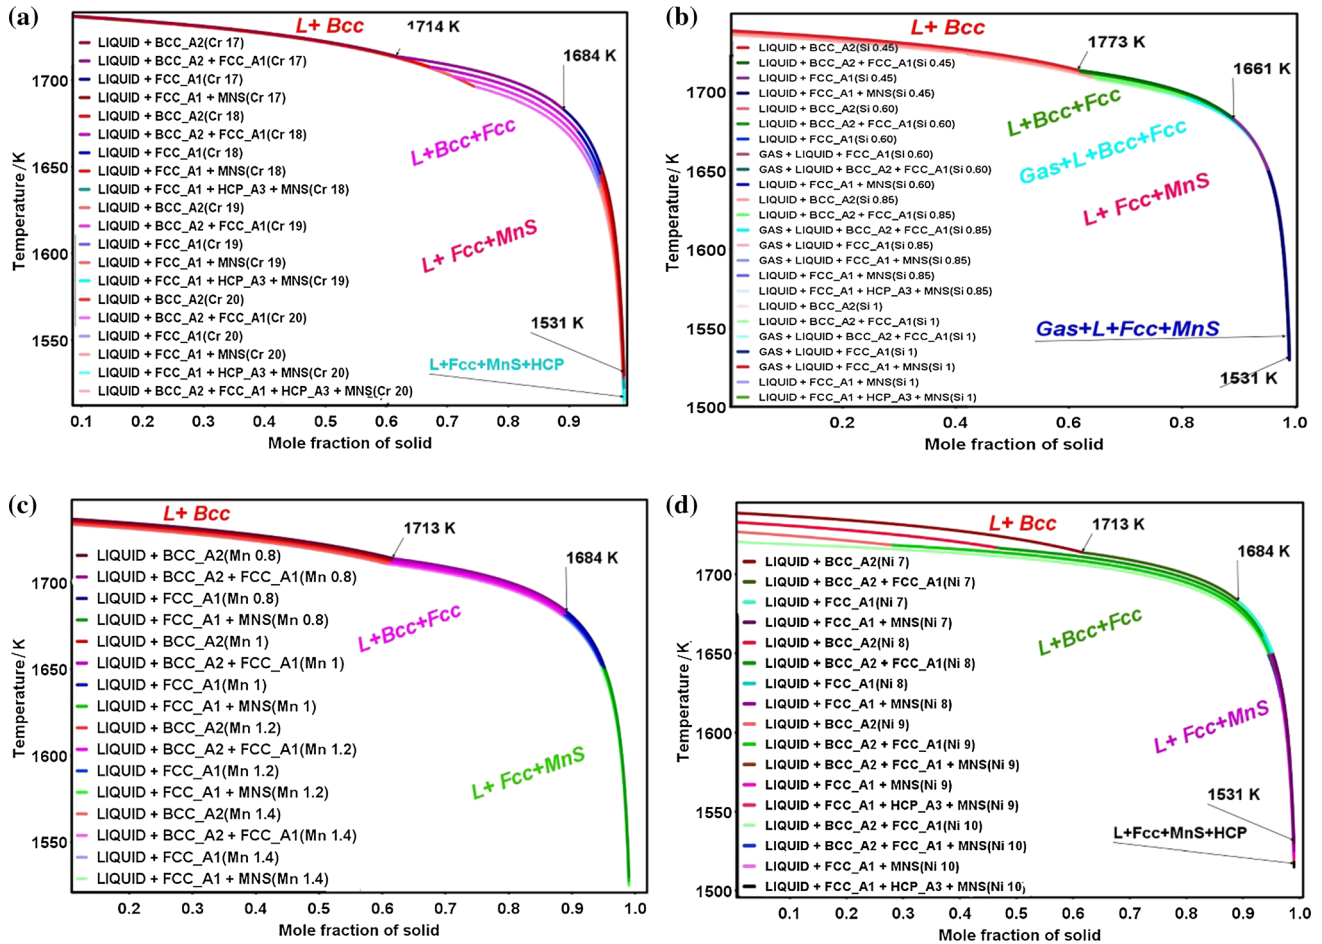 (a)
L+ Bcc
1714 K
1684 K
LIQUID + BCC_A2(Cr 17)
LIQUID + BCC_A2 + FCC_A1(Cr 17)
LIQUID + FCC_A1(Cr 17)
LIQUID + FCC_A1 + MNS(Cr 17)
LIQUID + BCC_A2(Cr 18)
LIQUID + BCC_A2 + FCC_A1(Cr 18)
LIQUID + FCC_A1(Cr 18)
LIQUID + FCC_A1 + MNS(Cr 18)
LIQUID + FCC_A1 + HCP_A3 + MNS(Cr 18)
LIQUID + BCC_A2(Cr 19)
LIQUID + BCC_A2 + FCC_A1(Cr 19)
LIQUID + FCC_A1(Cr 19)
LIQUID + FCC_A1 + MNS(Cr 19)
LIQUID + FCC_A1 + HCP_A3 + MNS(Cr 19)
LIQUID + BCC_A2(Cr 20)
LIQUID + BCC_A2 + FCC_A1(Cr 20)
LIQUID + FCC_A1(Cr 20)
LIQUID + FCC_A1 + MNS(Cr 20)
LIQUID + FCC_A1 + HCP_A3 + MNS(Cr 20)
LIQUID + BCC_A2 + FCC_A1 + HCP_A3 + MNS(Cr 20)
L+Bcc+Fcc
L+ Fcc+MnS
1531 K
L+Fcc+MnS+HCP
1700
1650
1600
1550
Temperature/K
0.1 0.2 0.3 0.4 0.5 0.6 0.7 0.8 0.9
Mole fraction of solid
(b)
L+ Bcc
1773 K
1661 K
LIQUID + BCC_A2(Si 0.45)
LIQUID + BCC_A2 + FCC_A1(Si 0.45)
LIQUID + FCC_A1(Si 0.45)
LIQUID + FCC_A1 + MNS(Si 0.45)
LIQUID + BCC_A2(Si 0.60)
LIQUID + BCC_A2 + FCC_A1(Si 0.60)
LIQUID + FCC_A1(Si 0.60)
GAS + LIQUID + FCC_A1(Si 0.60)
GAS + LIQUID + BCC_A2 + FCC_A1(Si 0.60)
LIQUID + FCC_A1 + MNS(Si 0.60)
LIQUID + BCC_A2(Si 0.85)
LIQUID + BCC_A2 + FCC_A1(Si 0.85)
GAS + LIQUID + BCC_A2 + FCC_A1(Si 0.85)
GAS + LIQUID + FCC_A1(Si 0.85)
GAS + LIQUID + FCC_A1 + MNS(Si 0.85)
LIQUID + FCC_A1 + MNS(Si 0.85)
LIQUID + FCC_A1 + HCP_A3 + MNS(Si 0.85)
LIQUID + BCC_A2(Si 1)
LIQUID + BCC_A2 + FCC_A1(Si 1)
GAS + LIQUID + BCC_A2 + FCC_A1(Si 1)
GAS + LIQUID + FCC_A1(Si 1)
GAS + LIQUID + FCC_A1 + MNS(Si 1)
LIQUID + FCC_A1 + MNS(Si 1)
LIQUID + FCC_A1 + HCP_A3 + MNS(Si 1)
L+Bcc+Fcc
Gas+L+Bcc+Fcc
L+ Fcc+MnS
Gas+L+Fcc+MnS
1531 K
1700
1650
1600
1550
1500
Temperature/K
0.2 0.4 0.6 0.8 1.0
Mole fraction of solid
(c)
L+ Bcc
1713 K
1684 K
LIQUID + BCC_A2(Mn 0.8)
LIQUID + BCC_A2 + FCC_A1(Mn 0.8)
LIQUID + FCC_A1(Mn 0.8)
LIQUID + FCC_A1 + MNS(Mn 0.8)
LIQUID + BCC_A2(Mn 1)
LIQUID + BCC_A2 + FCC_A1(Mn 1)
LIQUID + FCC_A1(Mn 1)
LIQUID + FCC_A1 + MNS(Mn 1)
LIQUID + BCC_A2(Mn 1.2)
LIQUID + BCC_A2 + FCC_A1(Mn 1.2)
LIQUID + FCC_A1(Mn 1.2)
LIQUID + FCC_A1 + MNS(Mn 1.2)
LIQUID + BCC_A2(Mn 1.4)
LIQUID + BCC_A2 + FCC_A1(Mn 1.4)
LIQUID + FCC_A1(Mn 1.4)
LIQUID + FCC_A1 + MNS(Mn 1.4)
L+Bcc+Fcc
L+ Fcc+MnS
1700
1650
1600
1550
Temperature/K
0.2 0.3 0.4 0.5 0.6 0.7 0.8 0.9 1.0
Mole fraction of solid
(d)
L+ Bcc
1713 K
1684 K
LIQUID + BCC_A2(Ni 7)
LIQUID + BCC_A2 + FCC_A1(Ni 7)
LIQUID + FCC_A1(Ni 7)
LIQUID + FCC_A1 + MNS(Ni 7)
LIQUID + BCC_A2(Ni 8)
LIQUID + BCC_A2 + FCC_A1(Ni 8)
LIQUID + FCC_A1(Ni 8)
LIQUID + FCC_A1 + MNS(Ni 8)
LIQUID + BCC_A2(Ni 9)
LIQUID + BCC_A2 + FCC_A1(Ni 9)
LIQUID + BCC_A2 + FCC_A1 + MNS(Ni 9)
LIQUID + FCC_A1 + MNS(Ni 9)
LIQUID + FCC_A1 + HCP_A3 + MNS(Ni 9)
LIQUID + BCC_A2 + FCC_A1(Ni 10)
LIQUID + BCC_A2 + FCC_A1 + MNS(Ni 10)
LIQUID + FCC_A1 + MNS(Ni 10)
LIQUID + FCC_A1 + HCP_A3 + MNS(Ni 10)
L+Bcc+Fcc
L+ Fcc+MnS
1531 K
L+Fcc+MnS+HCP
1700
1650
1600
1550
1500
Temperature/K
0.1 0.2 0.3 0.4 0.5 0.6 0.7 0.8 0.9 1.0
Mole fraction of solid